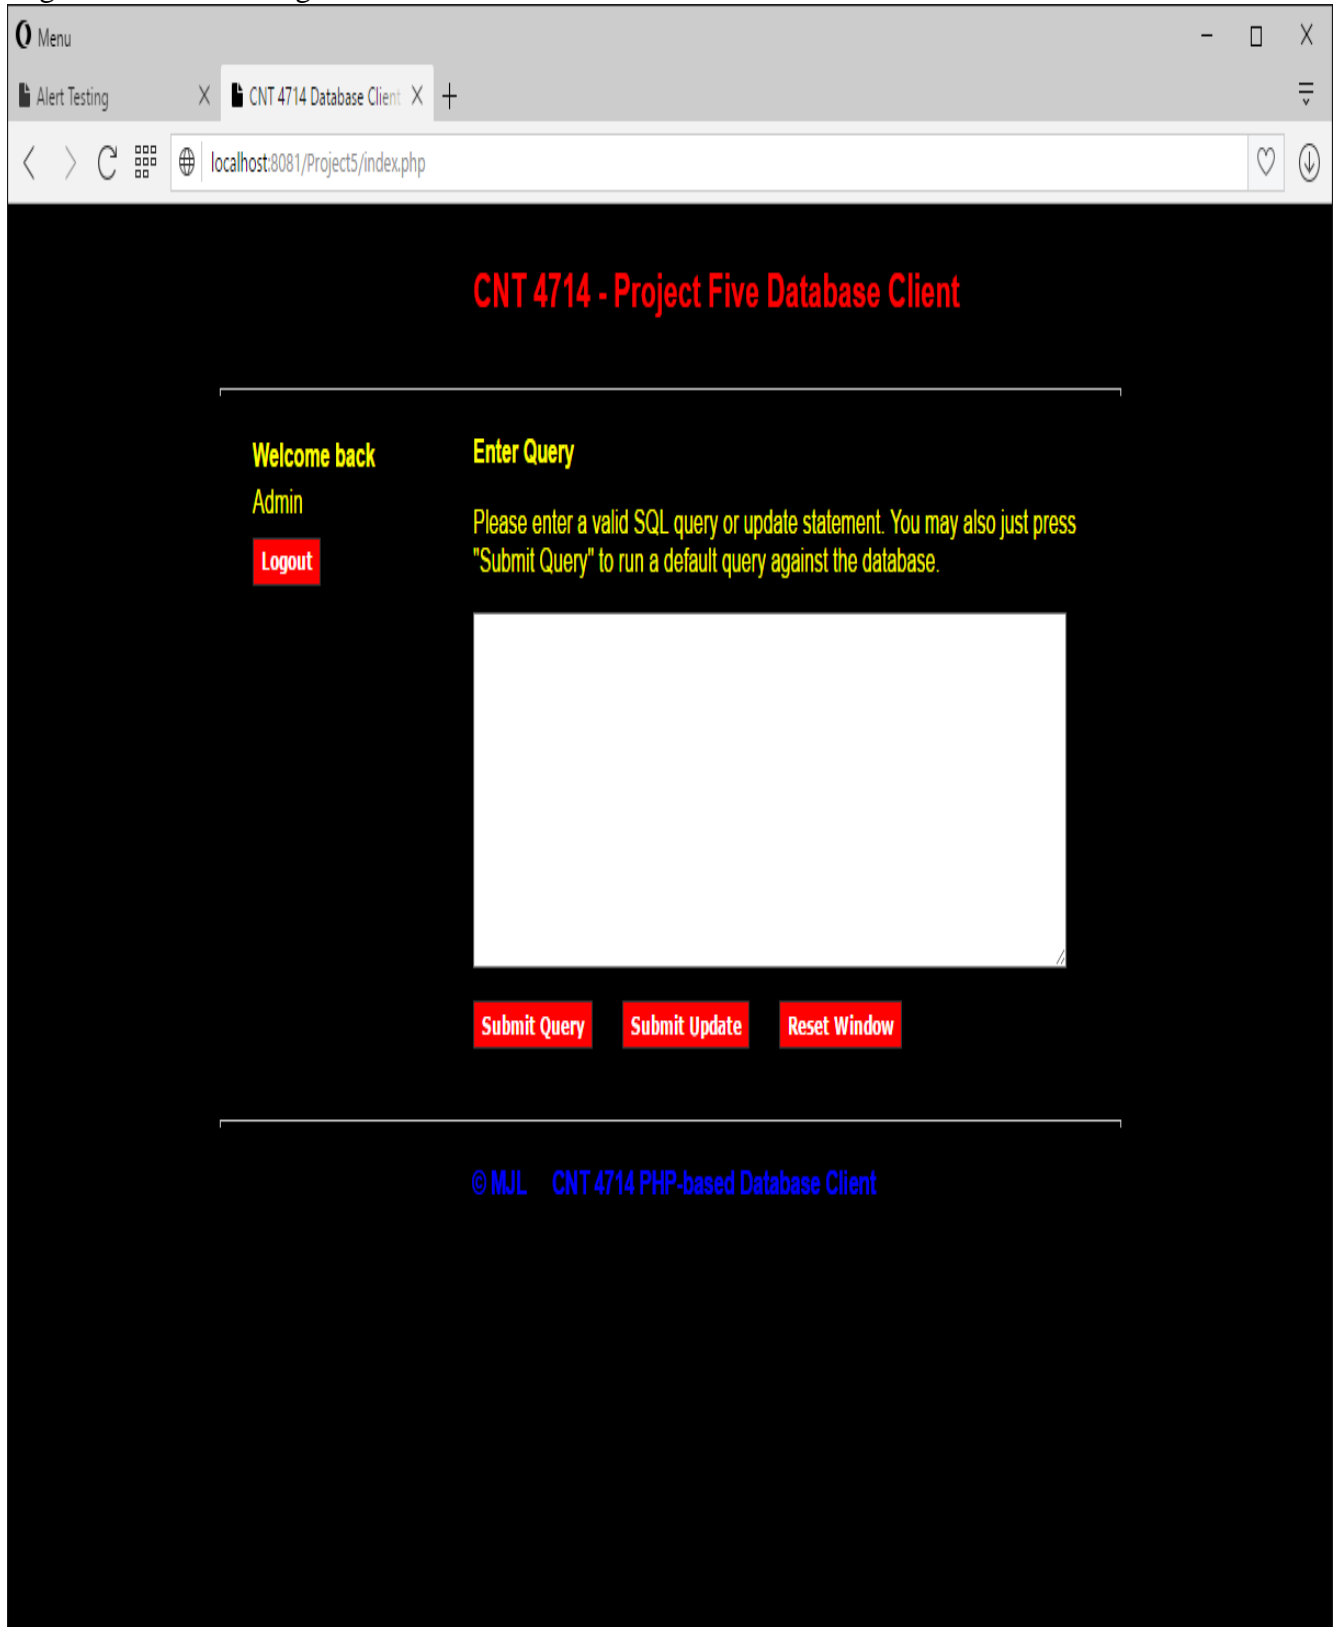 Menu
Alert Testing
CNT 4714 Database Client
localhost:8081/Project5/index.php
CNT 4714 - Project Five Database Client
Welcome back
Admin
Logout
Enter Query
Please enter a valid SQL query or update statement. You may also just press
"Submit Query" to run a default query against the database.
Submit Query
Submit Update
Reset Window
© MJL CNT 4714 PHP-based Database Client